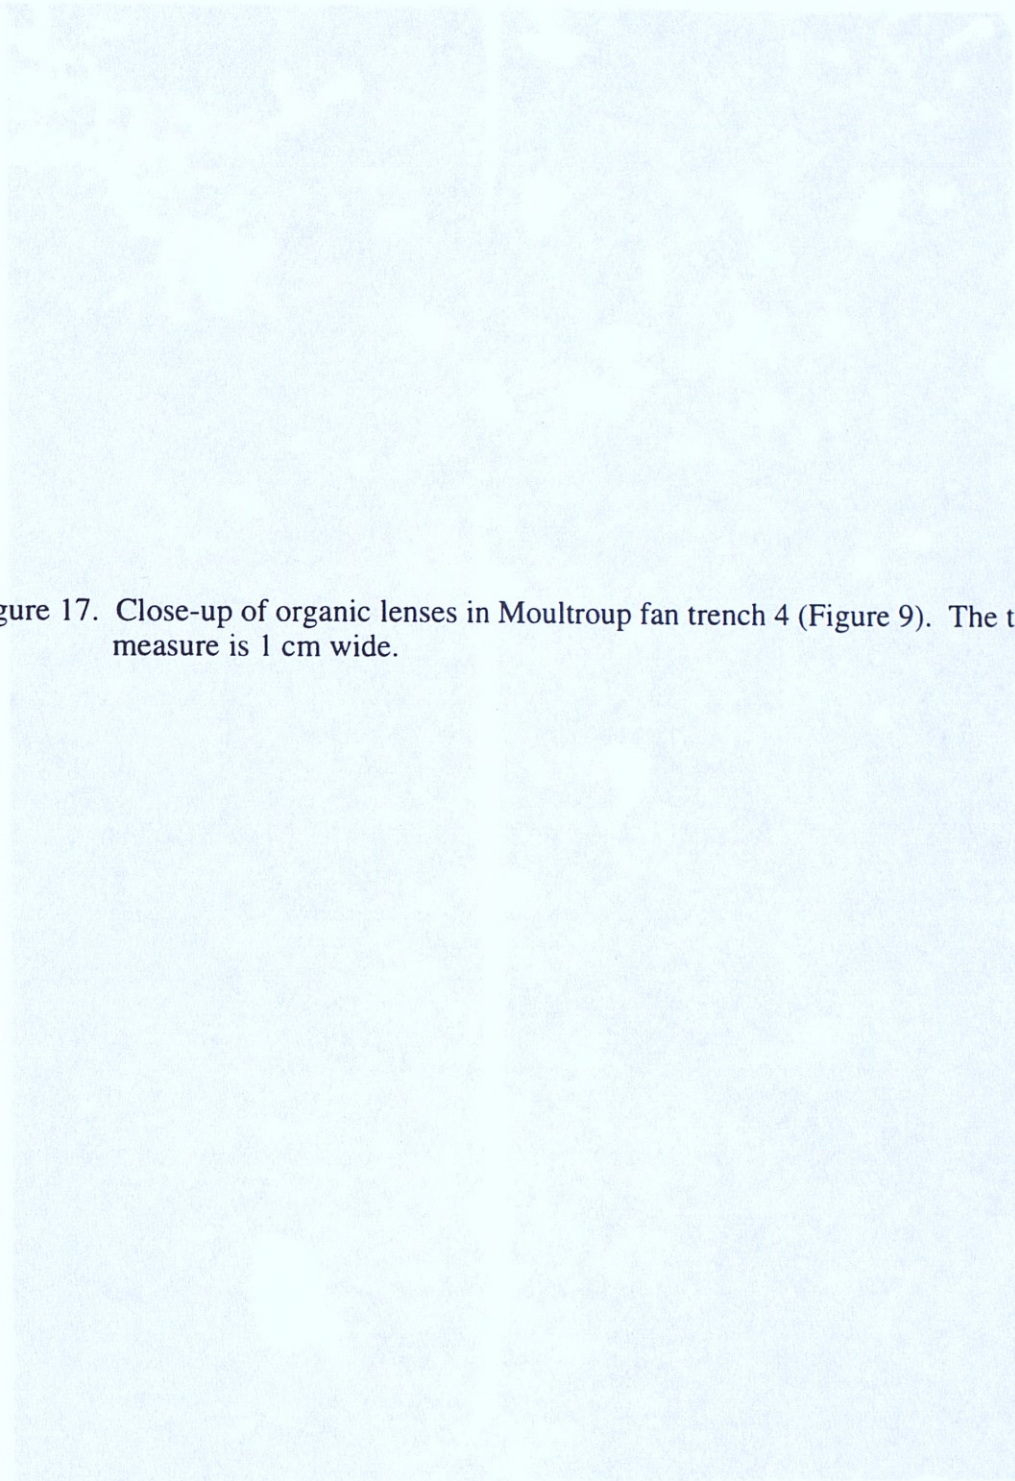 gure 17. Close-up of organic lenses in Moultroup fan trench 4 (Figure 9). The t
measure is 1 cm wide.